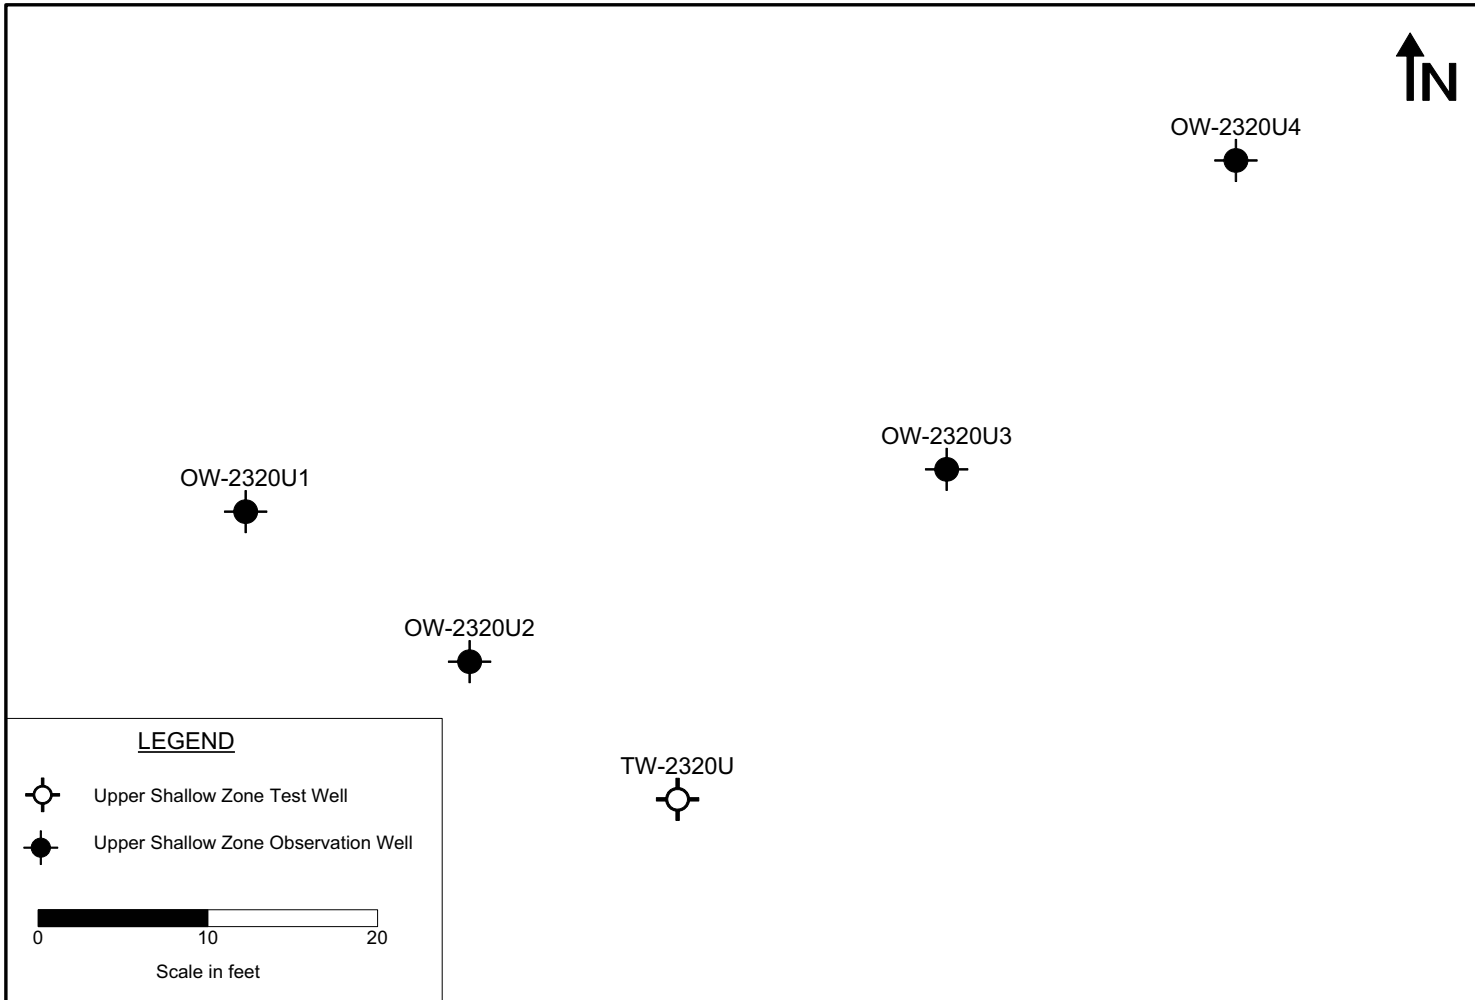 N
OW-2320U4
OW-2320U3
OW-2320U1
OW-2320U2
TW-2320U
LEGEND
Upper Shallow Zone Test Well
Upper Shallow Zone Observation Well
0 10 20
Scale in feet